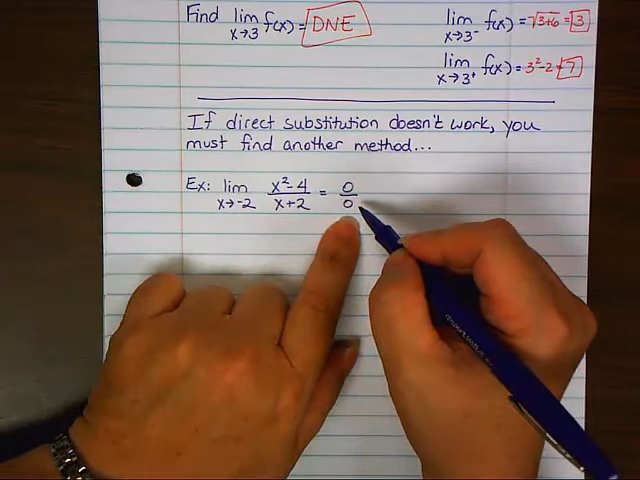 Find lim x→3 f(x) = DNE
lim x→3⁻ f(x) = √3+6 = 3
lim x→3⁺ f(x) = 3²-2 = 7
If direct substitution doesn't work, you
must find another method...
Ex: lim x→-2 x²-4/x+2 = 0/0